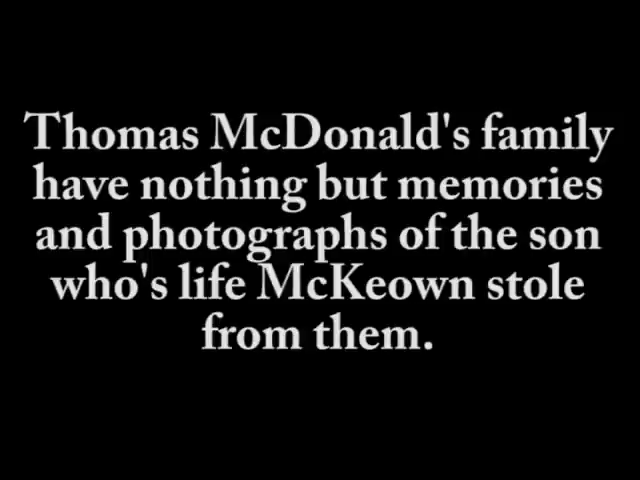 Thomas McDonald's family
have nothing but memories
and photographs of the son
who's life McKeown stole
from them.